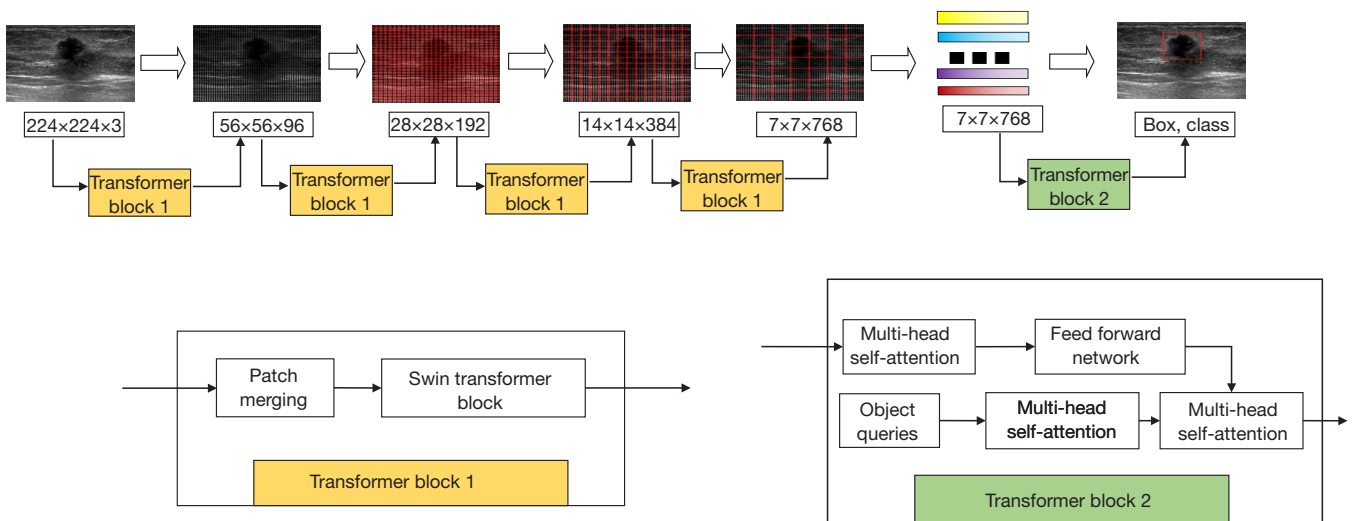 224×224×3
56×56×96
28×28×192
14×14×384
7×7×768
7×7×768
Box, class
Transformer
block 1
Transformer
block 1
Transformer
block 1
Transformer
block 1
Transformer
block 2
Patch
merging
Swin transformer
block
Transformer block 1
Multi-head
self-attention
Feed forward
network
Object
queries
Multi-head
self-attention
Multi-head
self-attention
Transformer block 2